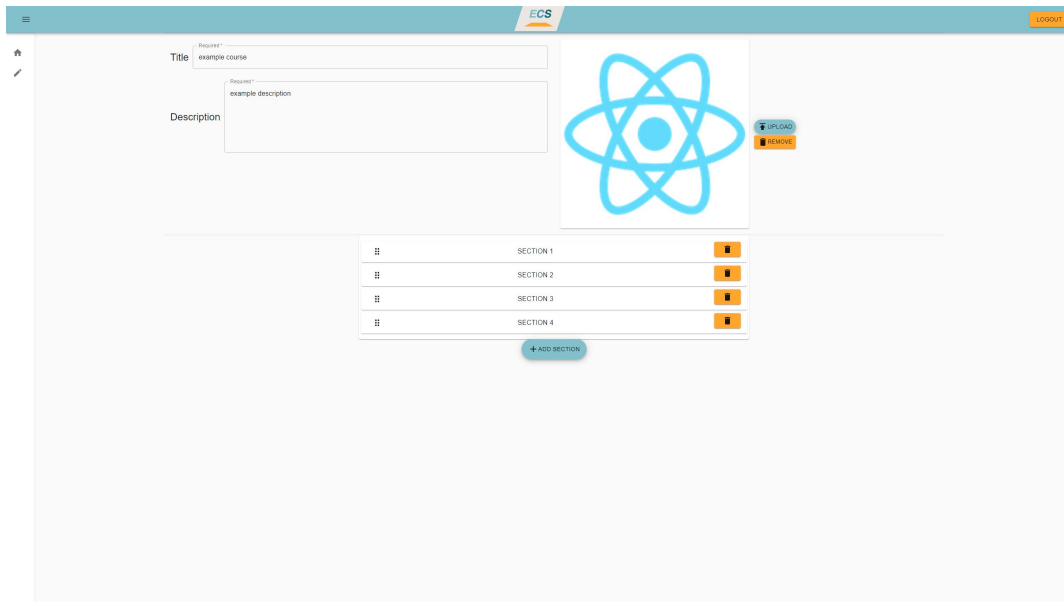 ECS
LOGOUT
Required *
Title example course
Required *
example description
Description
UPLOAD
REMOVE
SECTION 1
SECTION 2
SECTION 3
SECTION 4
+ ADD SECTION